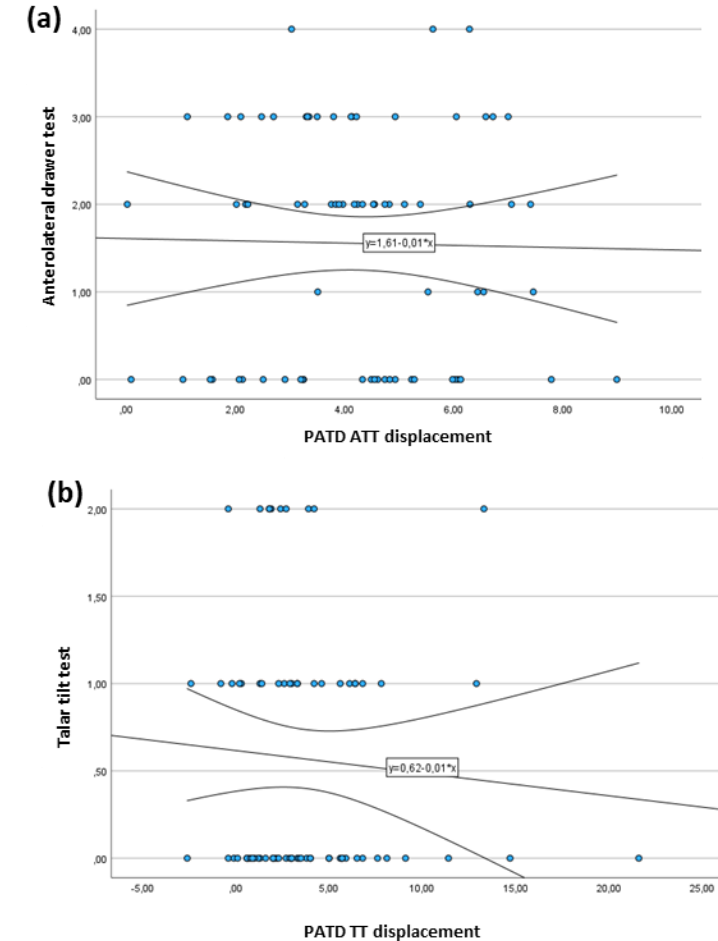 (a)
4,00
3,00
2,00
1,00
,00
Anterolateral drawer test
y=1,61-0,01*x
,00 2,00 4,00 6,00 8,00 10,00
PATD ATT displacement
(b)
2,00
1,50
1,00
,50
,00
Talar tilt test
y=0,62-0,01*x
-5,00 ,00 5,00 10,00 15,00 20,00 25,00
PATD TT displacement